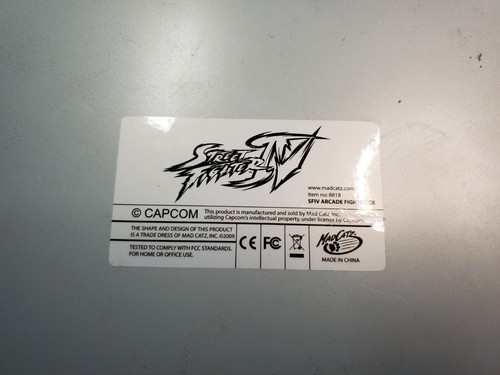 STREET FIGHTER IV
www.madcatz.com
Item no: 8818
SFIV ARCADE FIGHTSTICK
© CAPCOM
This product is manufactured and sold by Mad Catz, Inc.
utilizing Capcom's intellectual property, under license by Capcom.
THE SHAPE AND DESIGN OF THIS PRODUCT
IS A TRADE DRESS OF MAD CATZ, INC. ©2009
TESTED TO COMPLY WITH FCC STANDARDS.
FOR HOME OR OFFICE USE.
CE FC
MAD CATZ
MADE IN CHINA